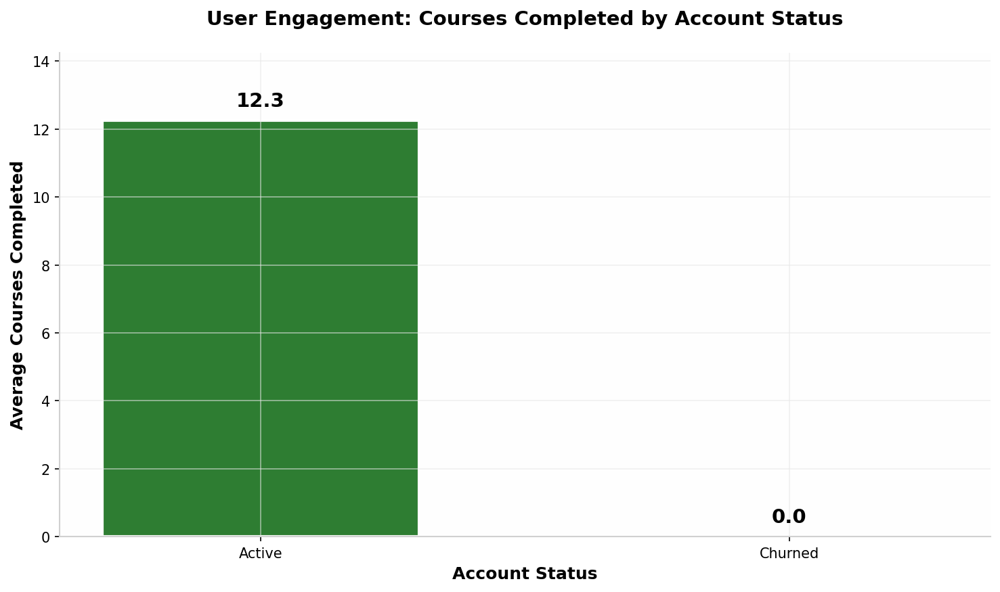 User Engagement: Courses Completed by Account Status
Average Courses Completed
14
12
10
8
6
4
2
0
12.3
0.0
Active
Churned
Account Status